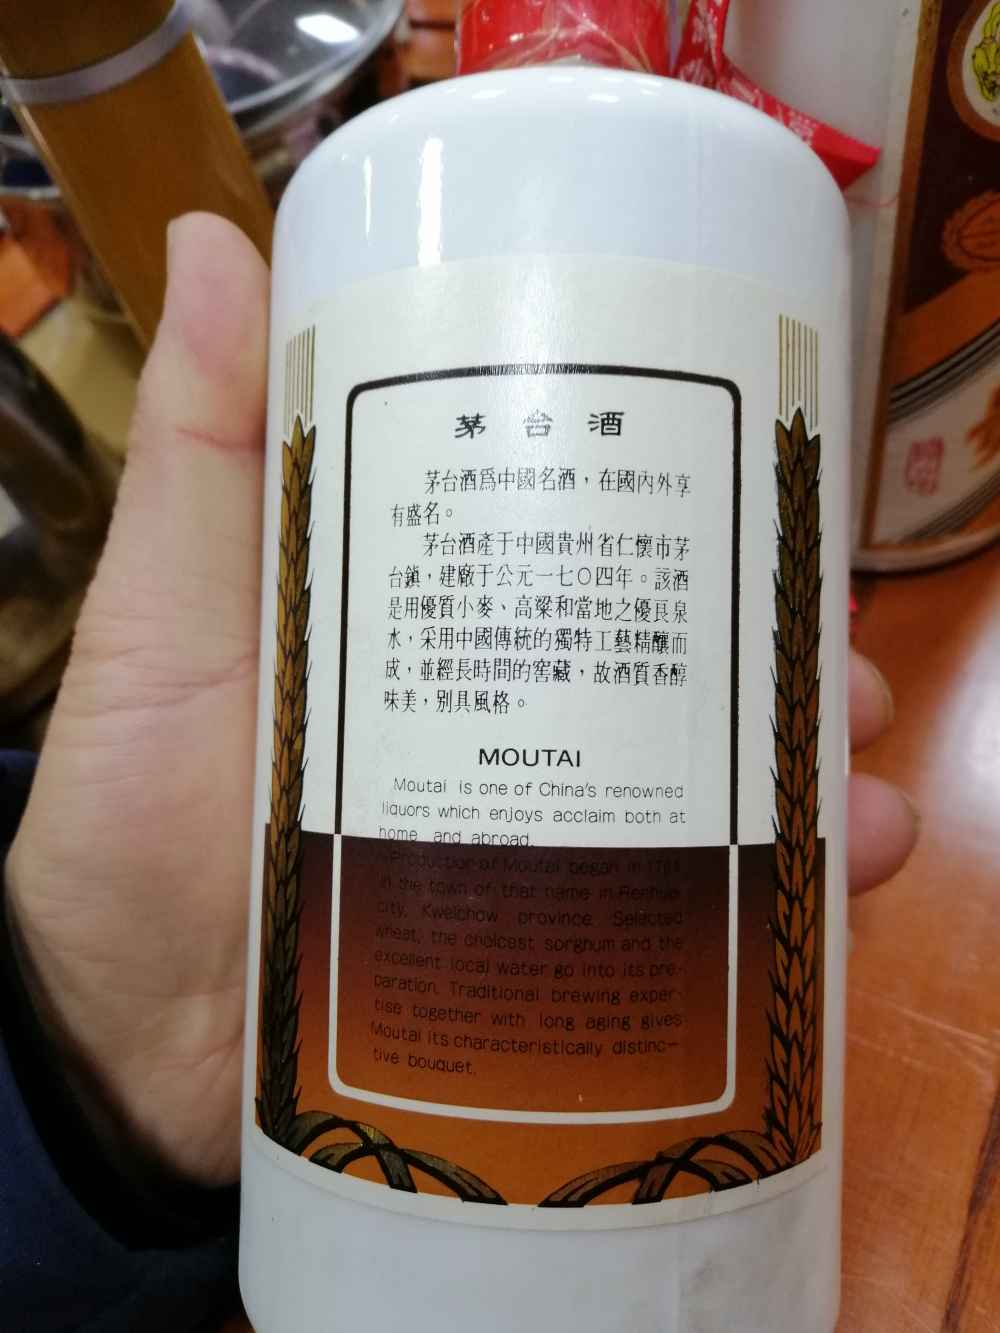 茅台酒
茅台酒爲中國名酒，在國內外享
有盛名。
茅台酒產于中國貴州省仁懷市茅
台鎮，建廠于公元一七〇四年。該酒
是用優質小麥、高粱和當地之優良泉
水，采用中國傳統的獨特工藝精釀而
成，並經長時間的窖藏，故酒質香醇
味美，別具風格。
MOUTAI
Moutai is one of China's renowned
liquors which enjoys acclaim both at
home and abroad.
Production of Moutai began in 1704
in the town of that name in Renhuai
city, Kweichow province. Selected
wheat, the choicest sorghum and the
excellent local water go into its pre-
paration. Traditional brewing exper-
tise together with long aging gives
Moutai its characteristically distinc-
tive bouquet.